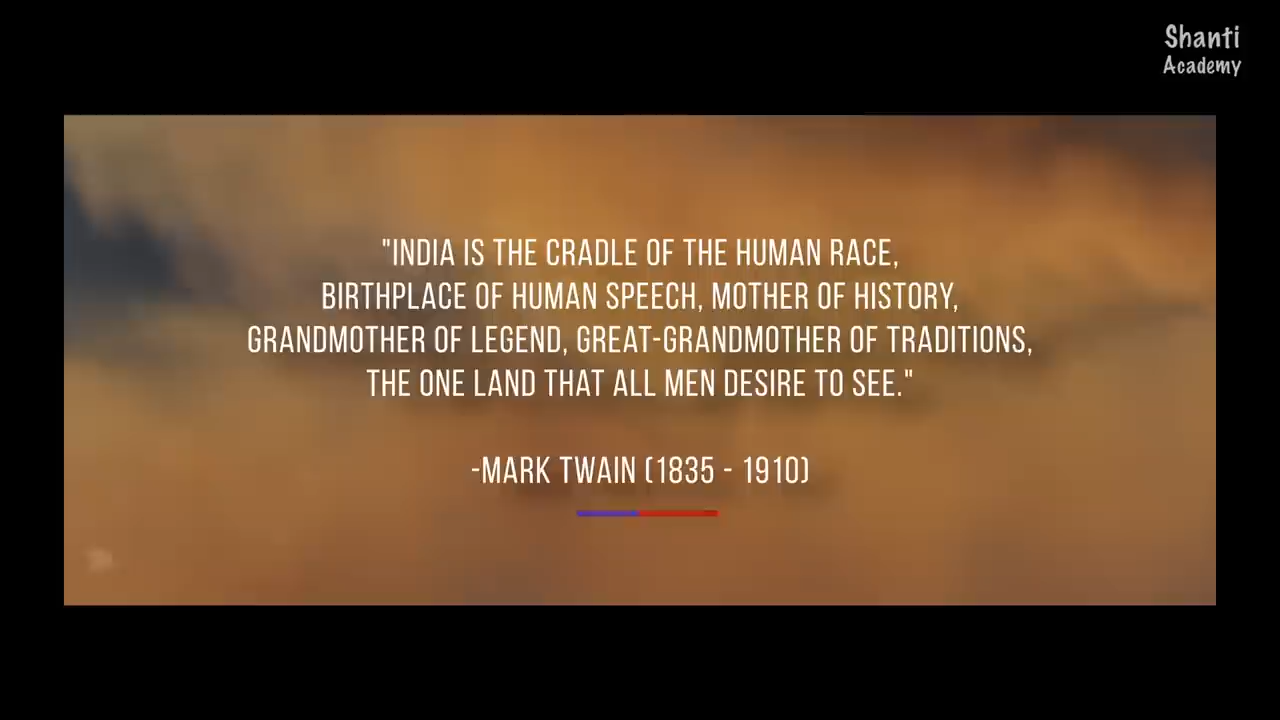 Shanti
Academy
"INDIA IS THE CRADLE OF THE HUMAN RACE,
BIRTHPLACE OF HUMAN SPEECH, MOTHER OF HISTORY,
GRANDMOTHER OF LEGEND, GREAT-GRANDMOTHER OF TRADITIONS,
THE ONE LAND THAT ALL MEN DESIRE TO SEE."
-MARK TWAIN (1835 - 1910)